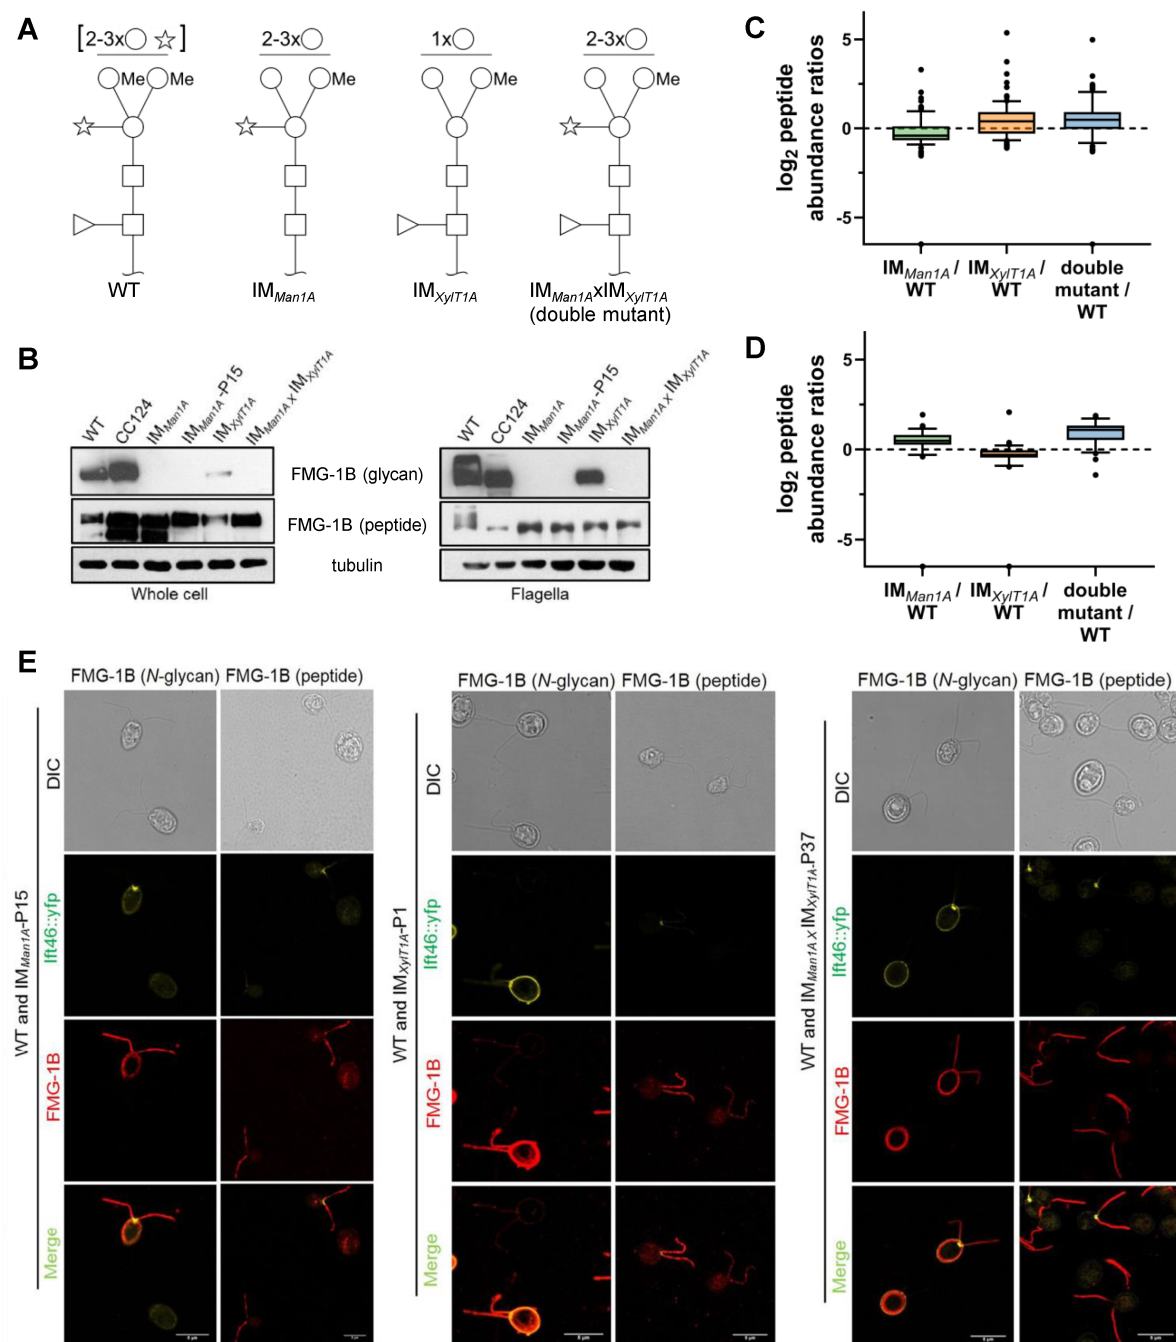 A
[2-3x ]
2-3x
1x
2-3x
Me Me
Me
Me
Me Me
WT
IMMan1A
IMXylT1A
IMMan1AxIMXylT1A
(double mutant)
B
WT
CC124
IMMan1A
IMMan1A-P15
IMXylT1A
IMMan1A x IMXylT1A
WT
CC124
IMMan1A
IMMan1A-P15
IMXylT1A
IMMan1A x IMXylT1A
FMG-1B (glycan)
FMG-1B (peptide)
tubulin
Whole cell
Flagella
C
log2 peptide
abundance ratios
5
0
-5
IMMan1A /
WT
IMXylT1A /
WT
double
mutant /
WT
D
log2 peptide
abundance ratios
5
0
-5
IMMan1A /
WT
IMXylT1A /
WT
double
mutant /
WT
E
FMG-1B (N-glycan)
FMG-1B (peptide)
WT and IMMan1A-P15
DIC
Ift46::yfp
FMG-1B
Merge
FMG-1B (N-glycan)
FMG-1B (peptide)
WT and IMXylT1A-P1
DIC
Ift46::yfp
FMG-1B
Merge
5 µm
FMG-1B (N-glycan)
FMG-1B (peptide)
WT and IMMan1A x IMXylT1A-P37
DIC
Ift46::yfp
FMG-1B
Merge